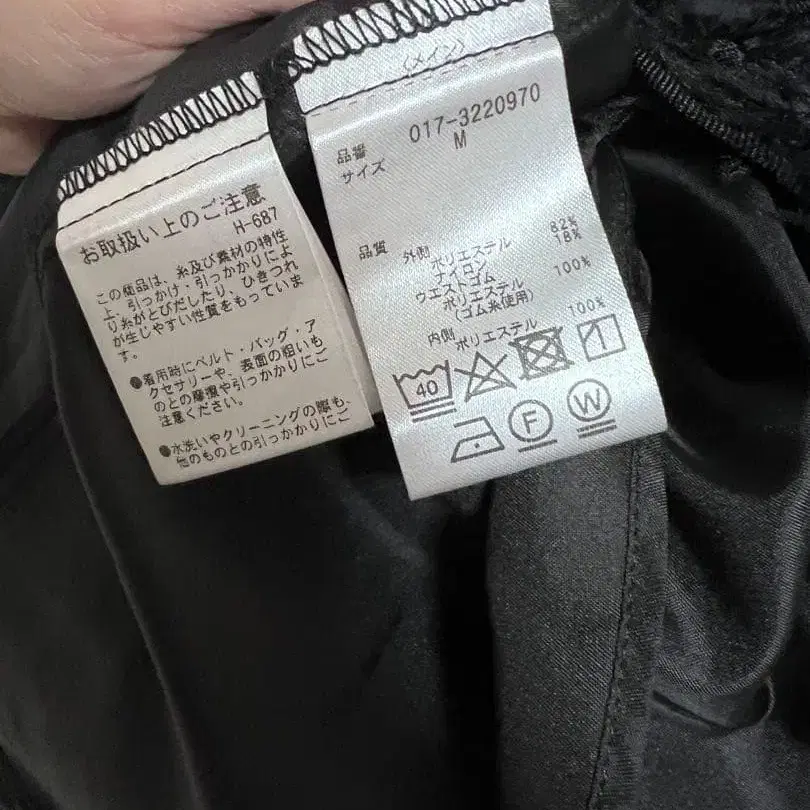 お取扱い上のご注意
H-687
この商品は、糸及び素材の特性
上、引っかけ・引っかかりによ
り糸がとびだしたり、ひきつれ
が生じやすい性質をもっていま
す。
●着用時にベルト・バッグ・ア
クセサリーや、表面の粗いも
のとの摩擦や引っかかりにご
注意ください。
●水洗いやクリーニングの際も、
他のものとの引っかかりにご
〈メイン〉
品番 017-3220970
サイズ M
品質 外側
ポリエステル 82%
ナイロン 18%
ウエストゴム
ポリエステル 100%
(ゴム糸使用)
内側
ポリエステル 100%
40
F
W